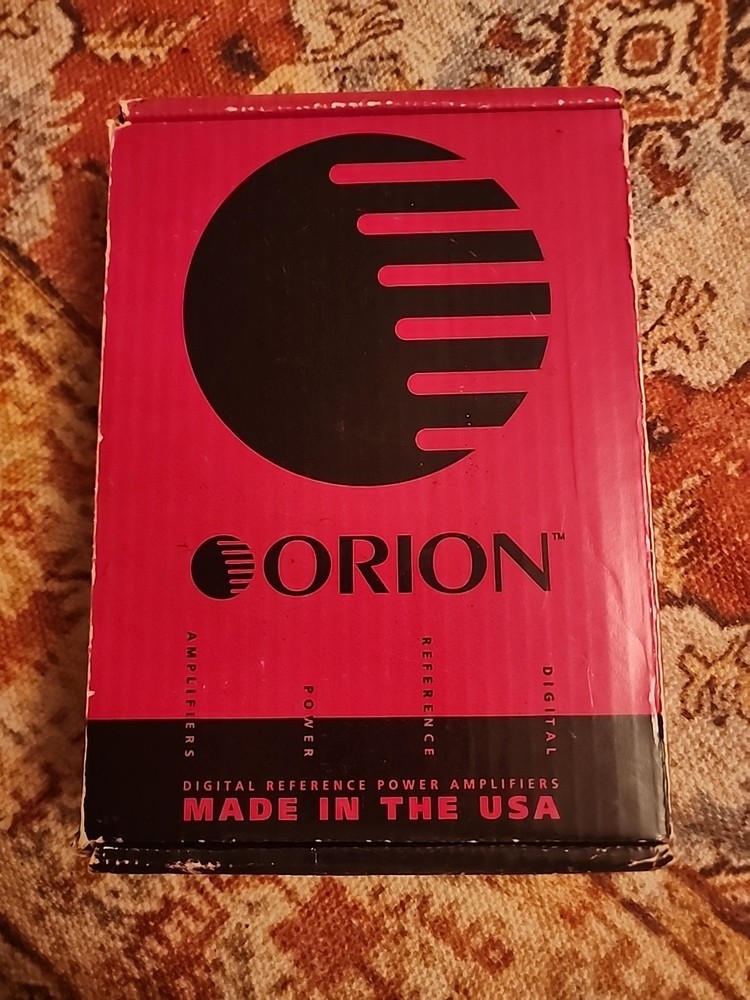 ORION™
AMPLIFIERS
POWER
REFERENCE
DIGITAL
DIGITAL REFERENCE POWER AMPLIFIERS
MADE IN THE USA